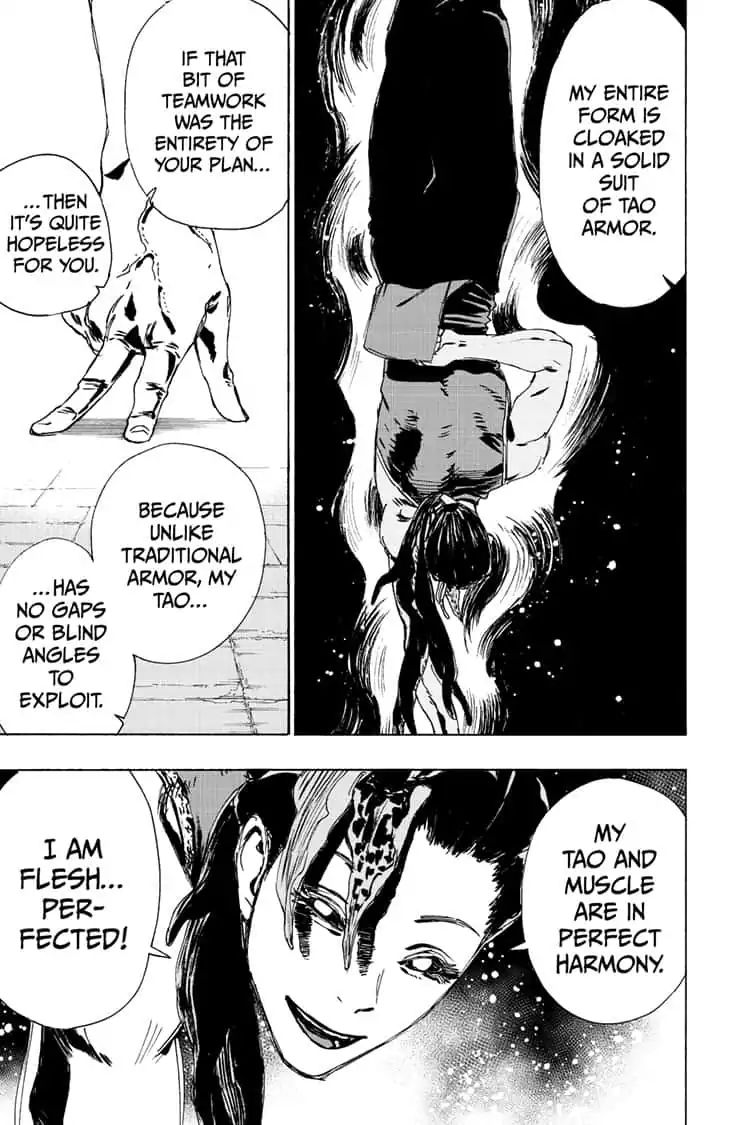 MY ENTIRE
FORM IS
CLOAKED
IN A SOLID
SUIT
OF TAO
ARMOR.
IF THAT
BIT OF
TEAMWORK
WAS THE
ENTIRETY OF
YOUR PLAN...
...THEN
IT'S QUITE
HOPELESS
FOR YOU.
BECAUSE
UNLIKE
TRADITIONAL
ARMOR, MY
TAO...
...HAS
NO GAPS
OR BLIND
ANGLES
TO
EXPLOIT.
MY
TAO AND
MUSCLE
ARE IN
PERFECT
HARMONY.
I AM
FLESH...
PER-
FECTED!